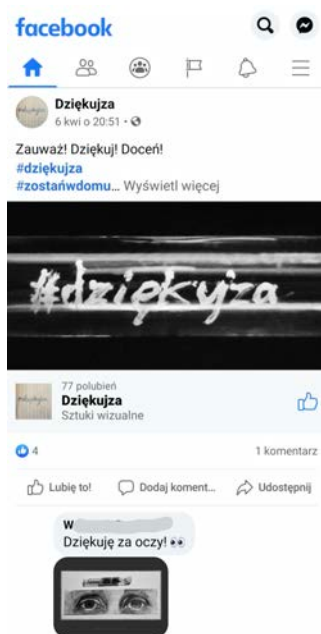 facebook
Dziękujza
6 kwi o 20:51 •
Zauważ! Dziękuj! Doceń!
#dziękujza
#zostańwdomu... Wyświetl więcej
#dziękujza
77 polubień
Dziękujza
Sztuki wizualne
4
1 komentarz
Lubię to!
Dodaj koment...
Udostępnij
W
Dziękuję za oczy! 👀